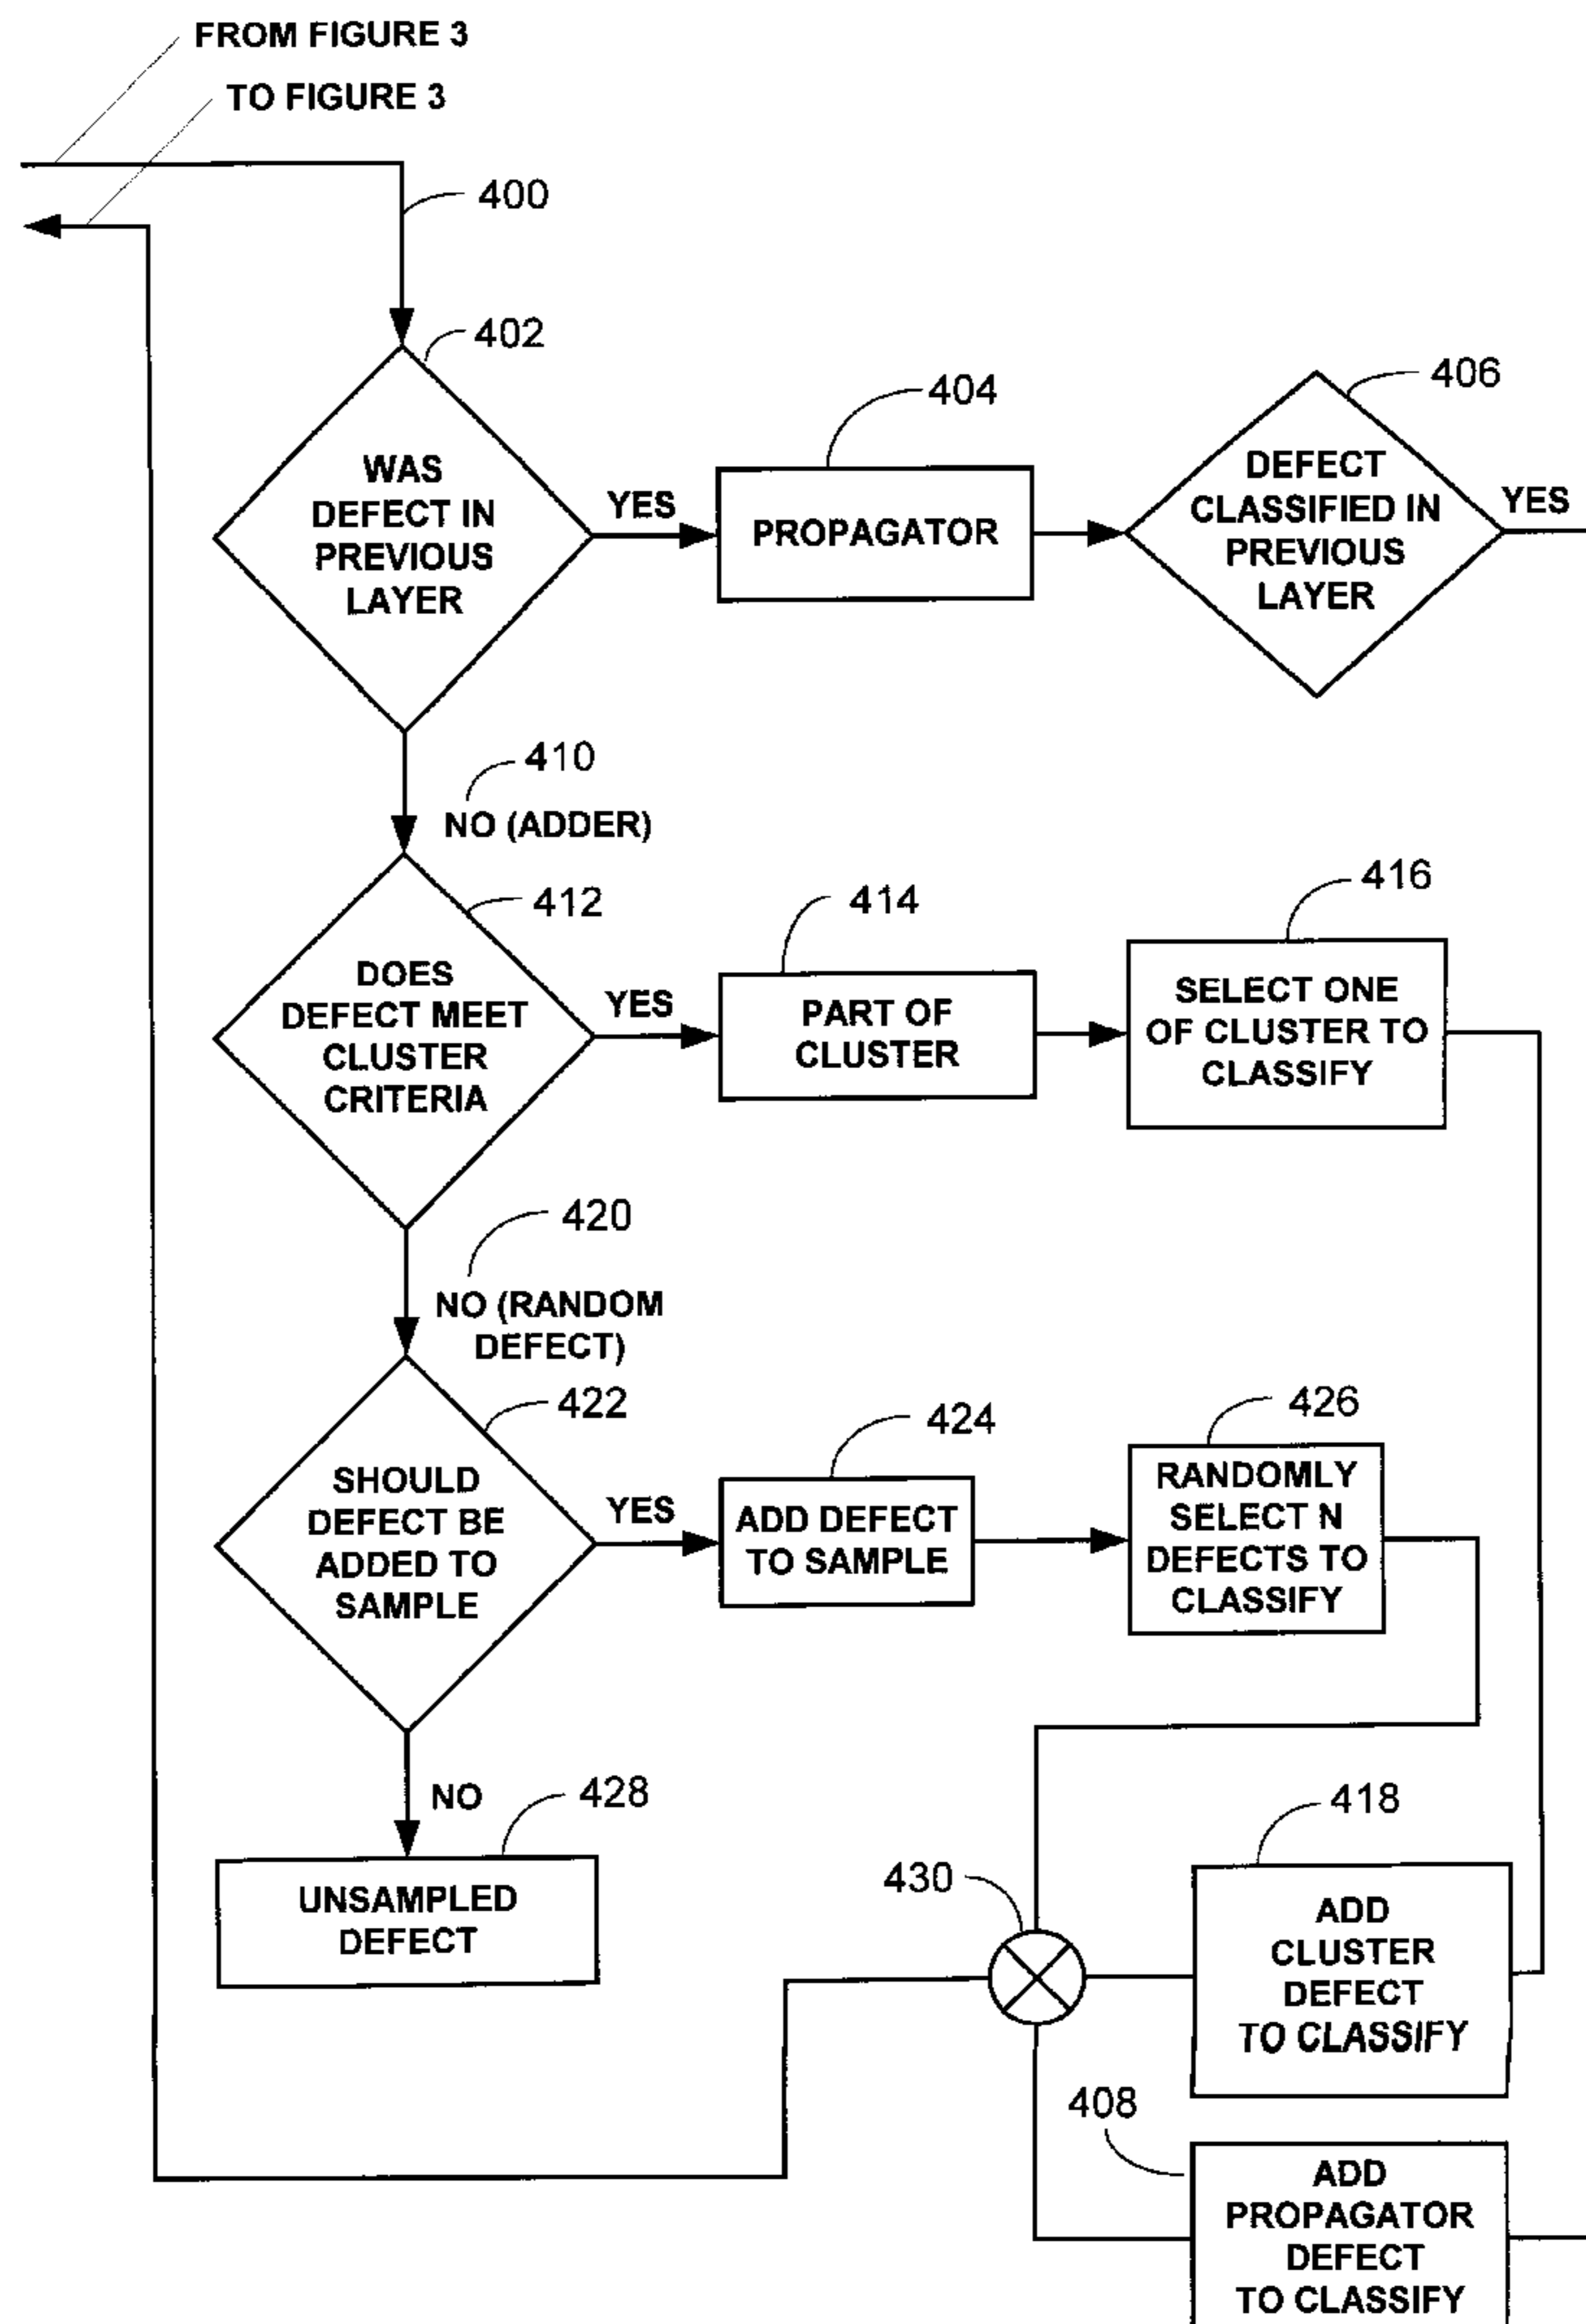 FROM FIGURE 3
TO FIGURE 3
400
402
WAS
DEFECT IN
PREVIOUS
LAYER
YES
404
PROPAGATOR
406
DEFECT
CLASSIFIED IN
PREVIOUS
LAYER
YES
410
NO (ADDER)
412
DOES
DEFECT MEET
CLUSTER
CRITERIA
YES
414
PART OF
CLUSTER
416
SELECT ONE
OF CLUSTER TO
CLASSIFY
420
NO (RANDOM
DEFECT)
422
SHOULD
DEFECT BE
ADDED TO
SAMPLE
YES
424
ADD DEFECT
TO SAMPLE
426
RANDOMLY
SELECT N
DEFECTS TO
CLASSIFY
NO
428
UNSAMPLED
DEFECT
430
418
ADD
CLUSTER
DEFECT
TO CLASSIFY
408
ADD
PROPAGATOR
DEFECT
TO CLASSIFY